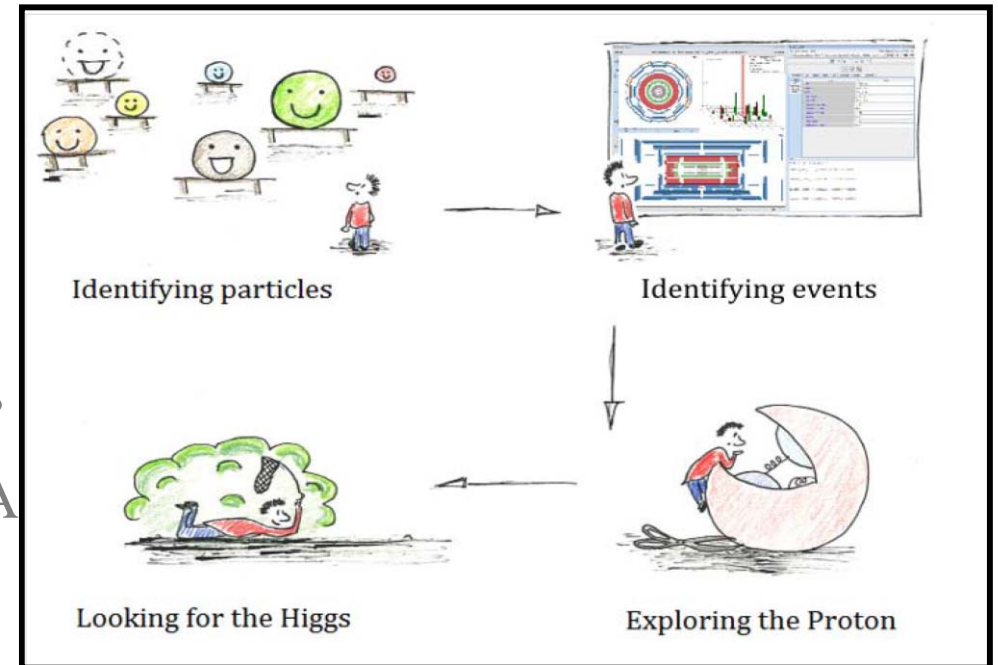 Identifying particles
Identifying events
Looking for the Higgs
Exploring the Proton
A